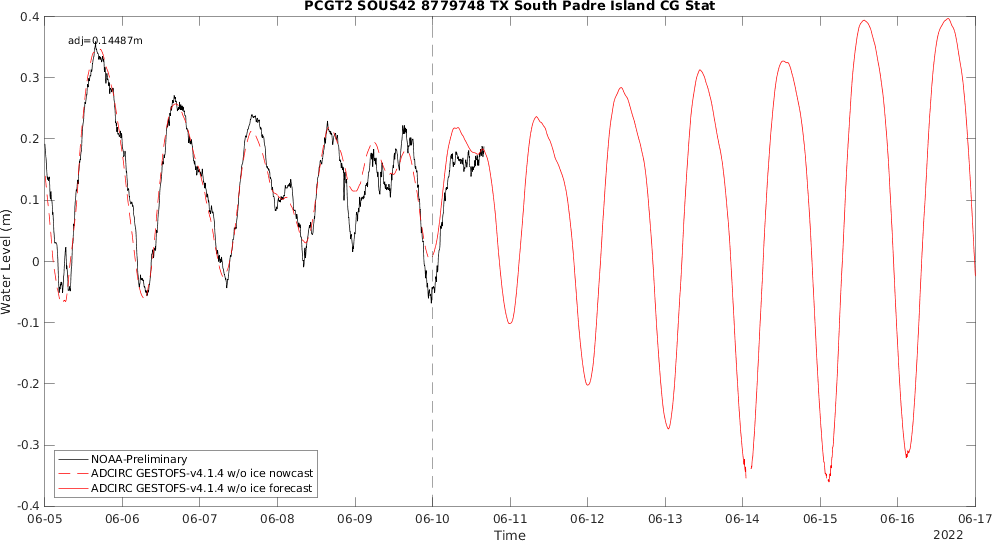 PCGT2 SOUS42 8779748 TX South Padre Island CG Stat
adj=0.14487m
0.4
0.3
0.2
0.1
0
-0.1
-0.2
-0.3
-0.4
Water Level (m)
NOAA-Preliminary
ADCIRC GESTOFS-v4.1.4 w/o ice nowcast
ADCIRC GESTOFS-v4.1.4 w/o ice forecast
06-05 06-06 06-07 06-08 06-09 06-10 06-11 06-12 06-13 06-14 06-15 06-16 06-17
Time
2022